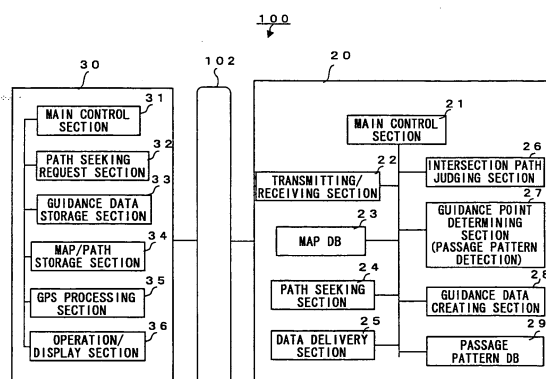 100
30
102
20
31
MAIN CONTROL
SECTION
32
PATH SEEKING
REQUEST SECTION
33
GUIDANCE DATA
STORAGE SECTION
34
MAP/PATH
STORAGE SECTION
35
GPS PROCESSING
SECTION
36
OPERATION/
DISPLAY SECTION
21
MAIN CONTROL
SECTION
22
TRANSMITTING/
RECEIVING SECTION
23
MAP DB
24
PATH SEEKING
SECTION
25
DATA DELIVERY
SECTION
26
INTERSECTION PATH
JUDGING SECTION
27
GUIDANCE POINT
DETERMINING
SECTION
(PASSAGE PATTERN
DETECTION)
28
GUIDANCE DATA
CREATING SECTION
29
PASSAGE
PATTERN DB